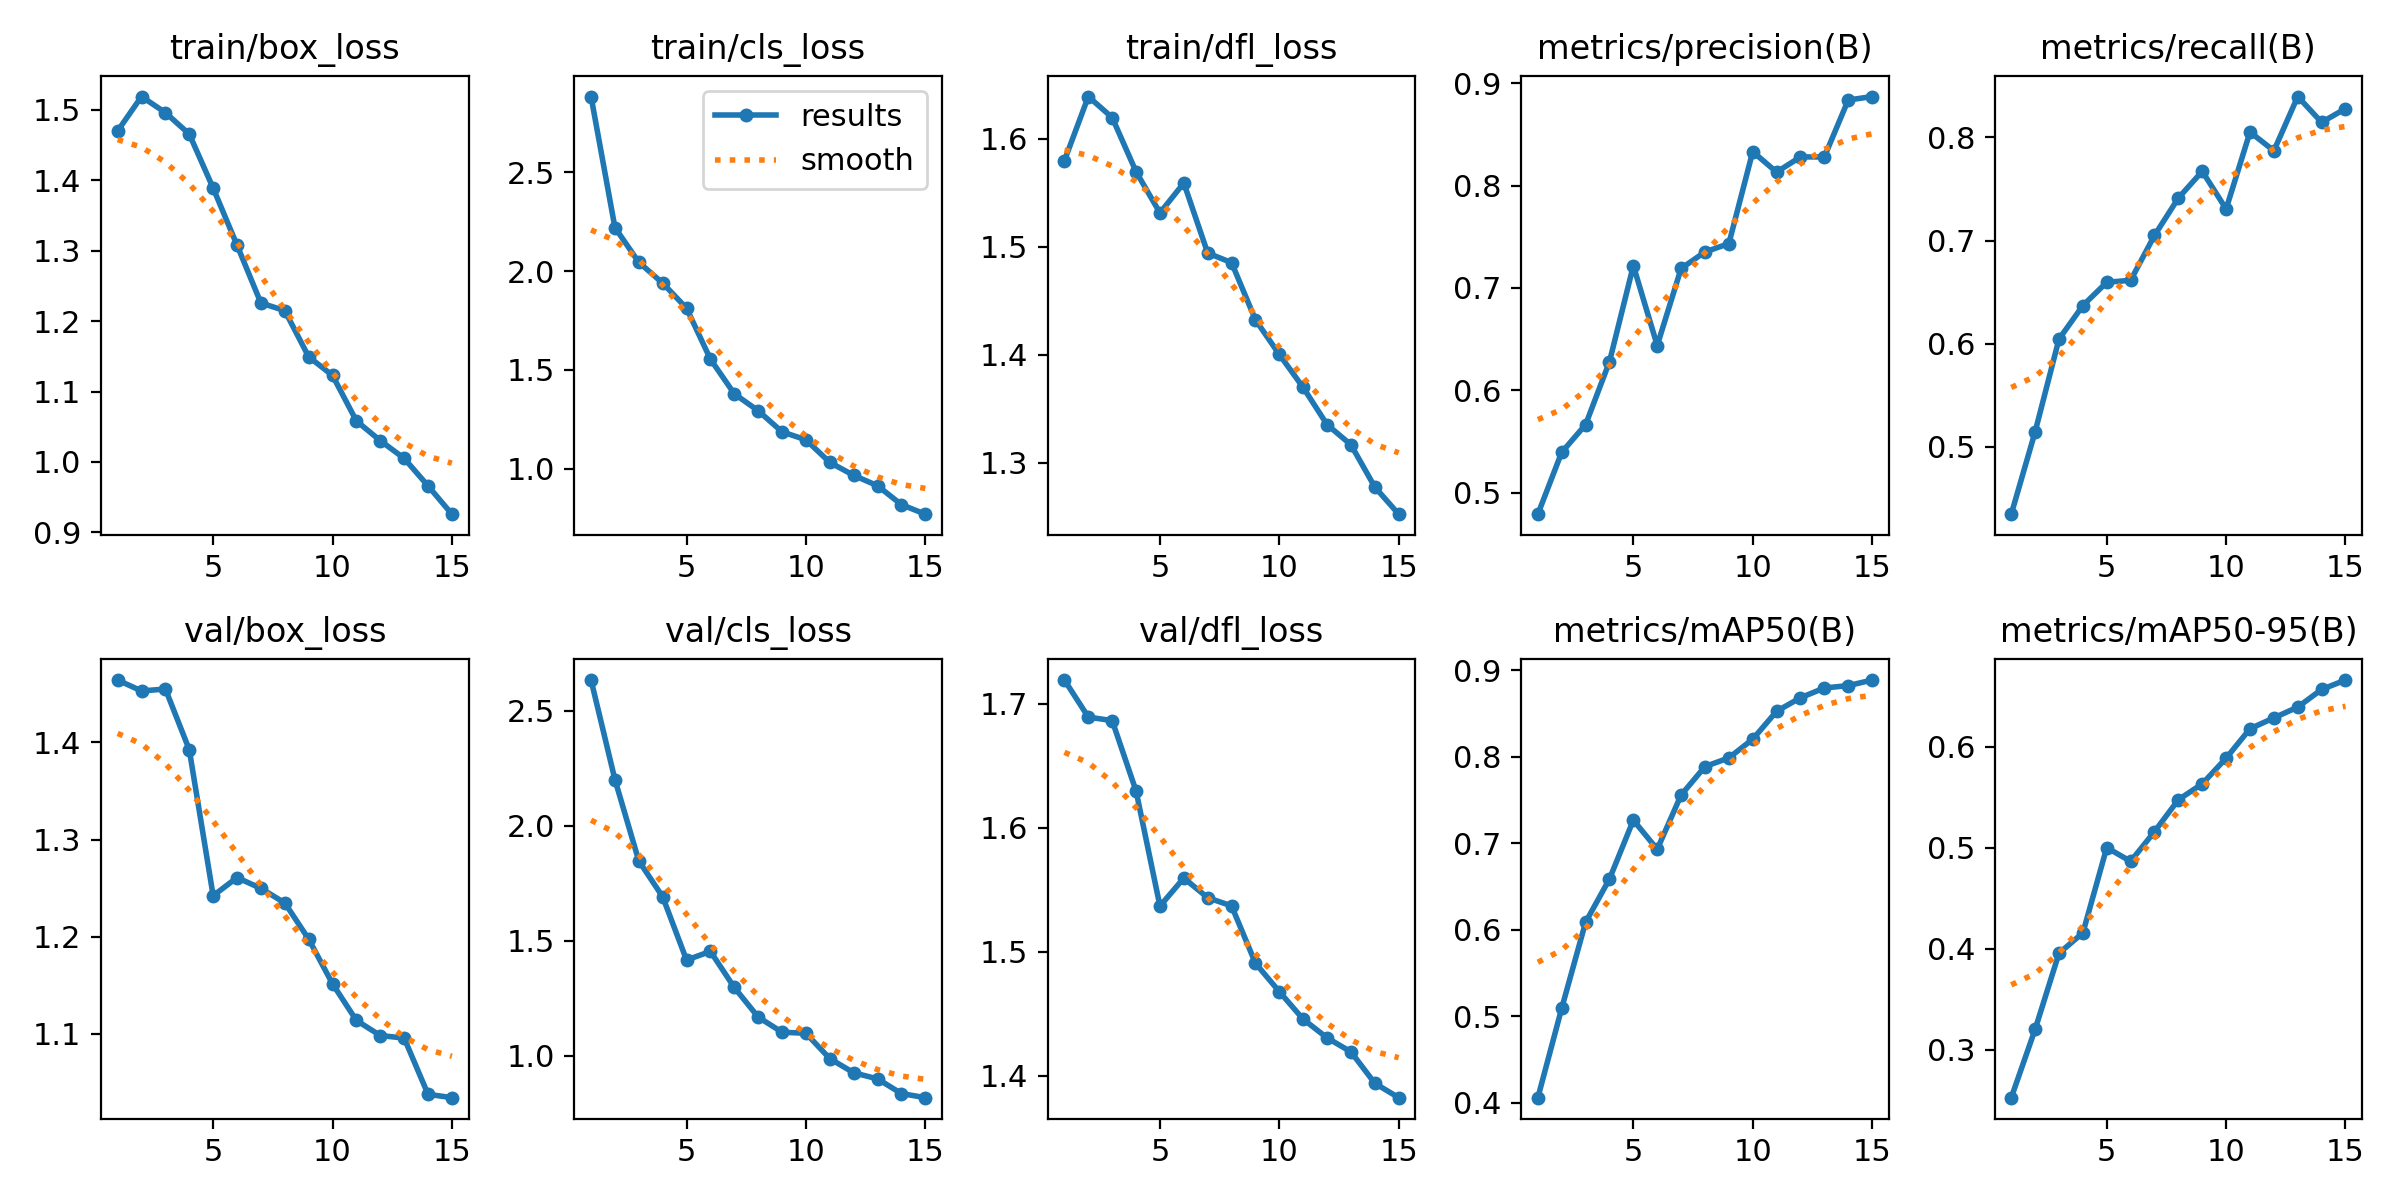 train/box_loss
1.5
1.4
1.3
1.2
1.1
1.0
0.9
5 10 15
train/cls_loss
results
smooth
2.5
2.0
1.5
1.0
5 10 15
train/dfl_loss
1.6
1.5
1.4
1.3
5 10 15
metrics/precision(B)
0.9
0.8
0.7
0.6
0.5
5 10 15
metrics/recall(B)
0.8
0.7
0.6
0.5
5 10 15
val/box_loss
1.4
1.3
1.2
1.1
5 10 15
val/cls_loss
2.5
2.0
1.5
1.0
5 10 15
val/dfl_loss
1.7
1.6
1.5
1.4
5 10 15
metrics/mAP50(B)
0.9
0.8
0.7
0.6
0.5
0.4
5 10 15
metrics/mAP50-95(B)
0.6
0.5
0.4
0.3
5 10 15